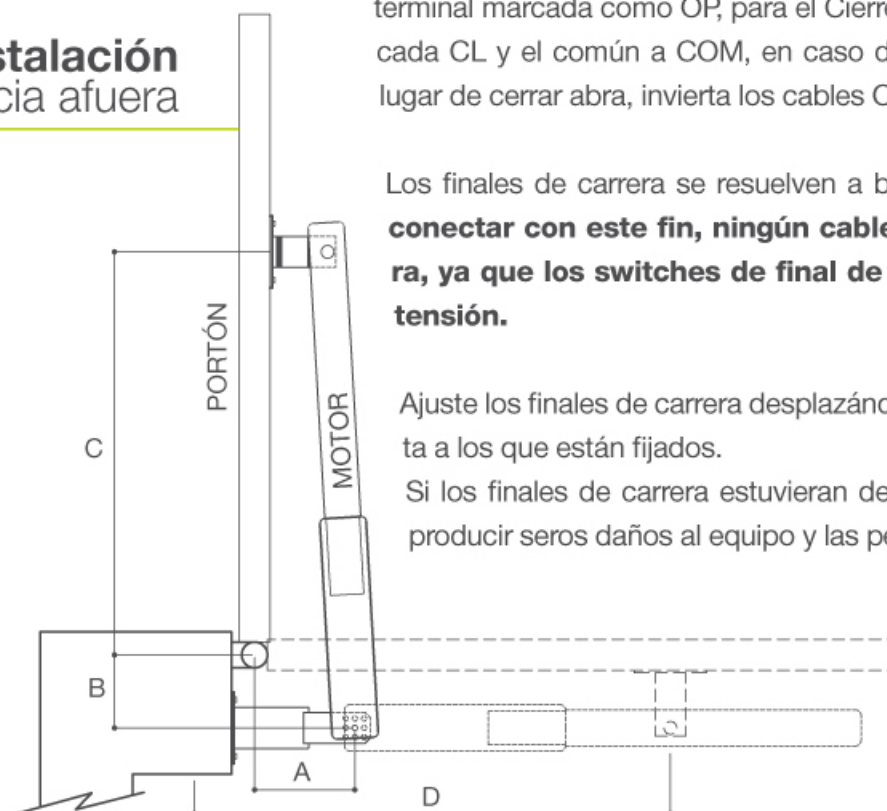 stalación
cia afuera
terminal marcada como OP, para el Cierre
cada CL y el común a COM, en caso d
lugar de cerrar abra, invierta los cables
Los finales de carrera se resuelven a b
conectar con este fin, ningún cable
ra, ya que los switches de final de
tensión.
Ajuste los finales de carrera desplazánd
ta a los que están fijados.
Si los finales de carrera estuvieran de
producir seros daños al equipo y las pe
PORTÓN
MOTOR
C
B
A
D